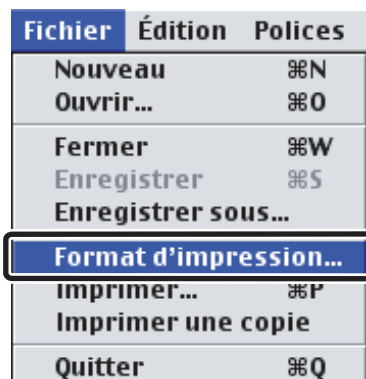 Fichier Édition Polices
Nouveau ⌘N
Ouvrir... ⌘O
Fermer ⌘W
Enregistrer ⌘S
Enregistrer sous...
Format d'impression...
Imprimer... ⌘P
Imprimer une copie
Quitter ⌘Q